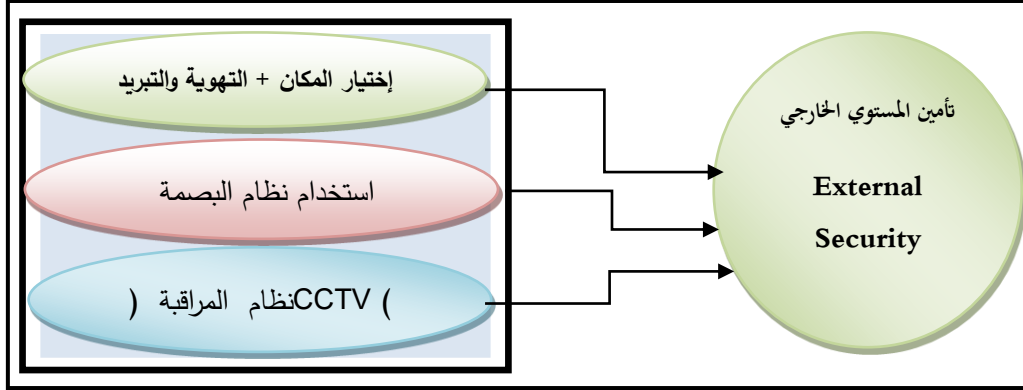 إختيار المكان + التهوية والتبريد
استخدام نظام البصمة
) CCTVنظام المراقبة (
تأمين المستوي الخارجي
External
Security